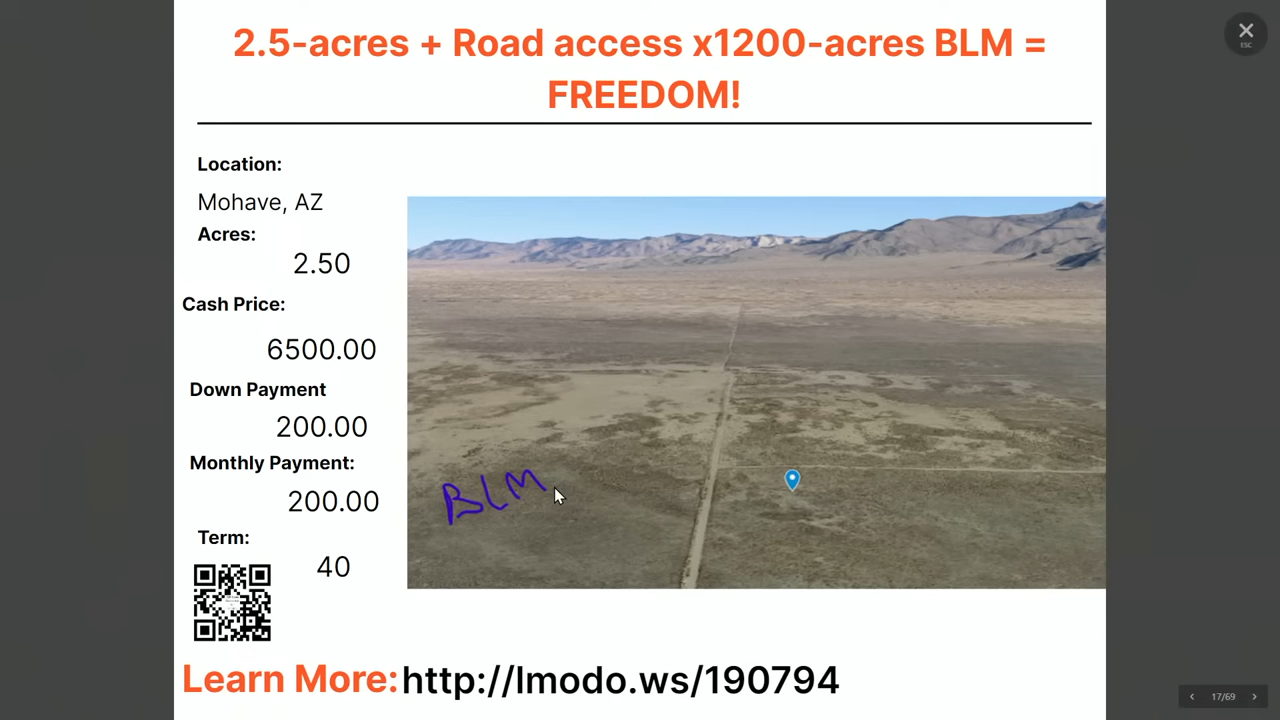 2.5-acres + Road access x1200-acres BLM =
FREEDOM!
Location:
Mohave, AZ
Acres:
2.50
Cash Price:
6500.00
Down Payment
200.00
Monthly Payment:
200.00
Term:
40
BLM
Learn More: http://lmodo.ws/190794
ESC
17/69